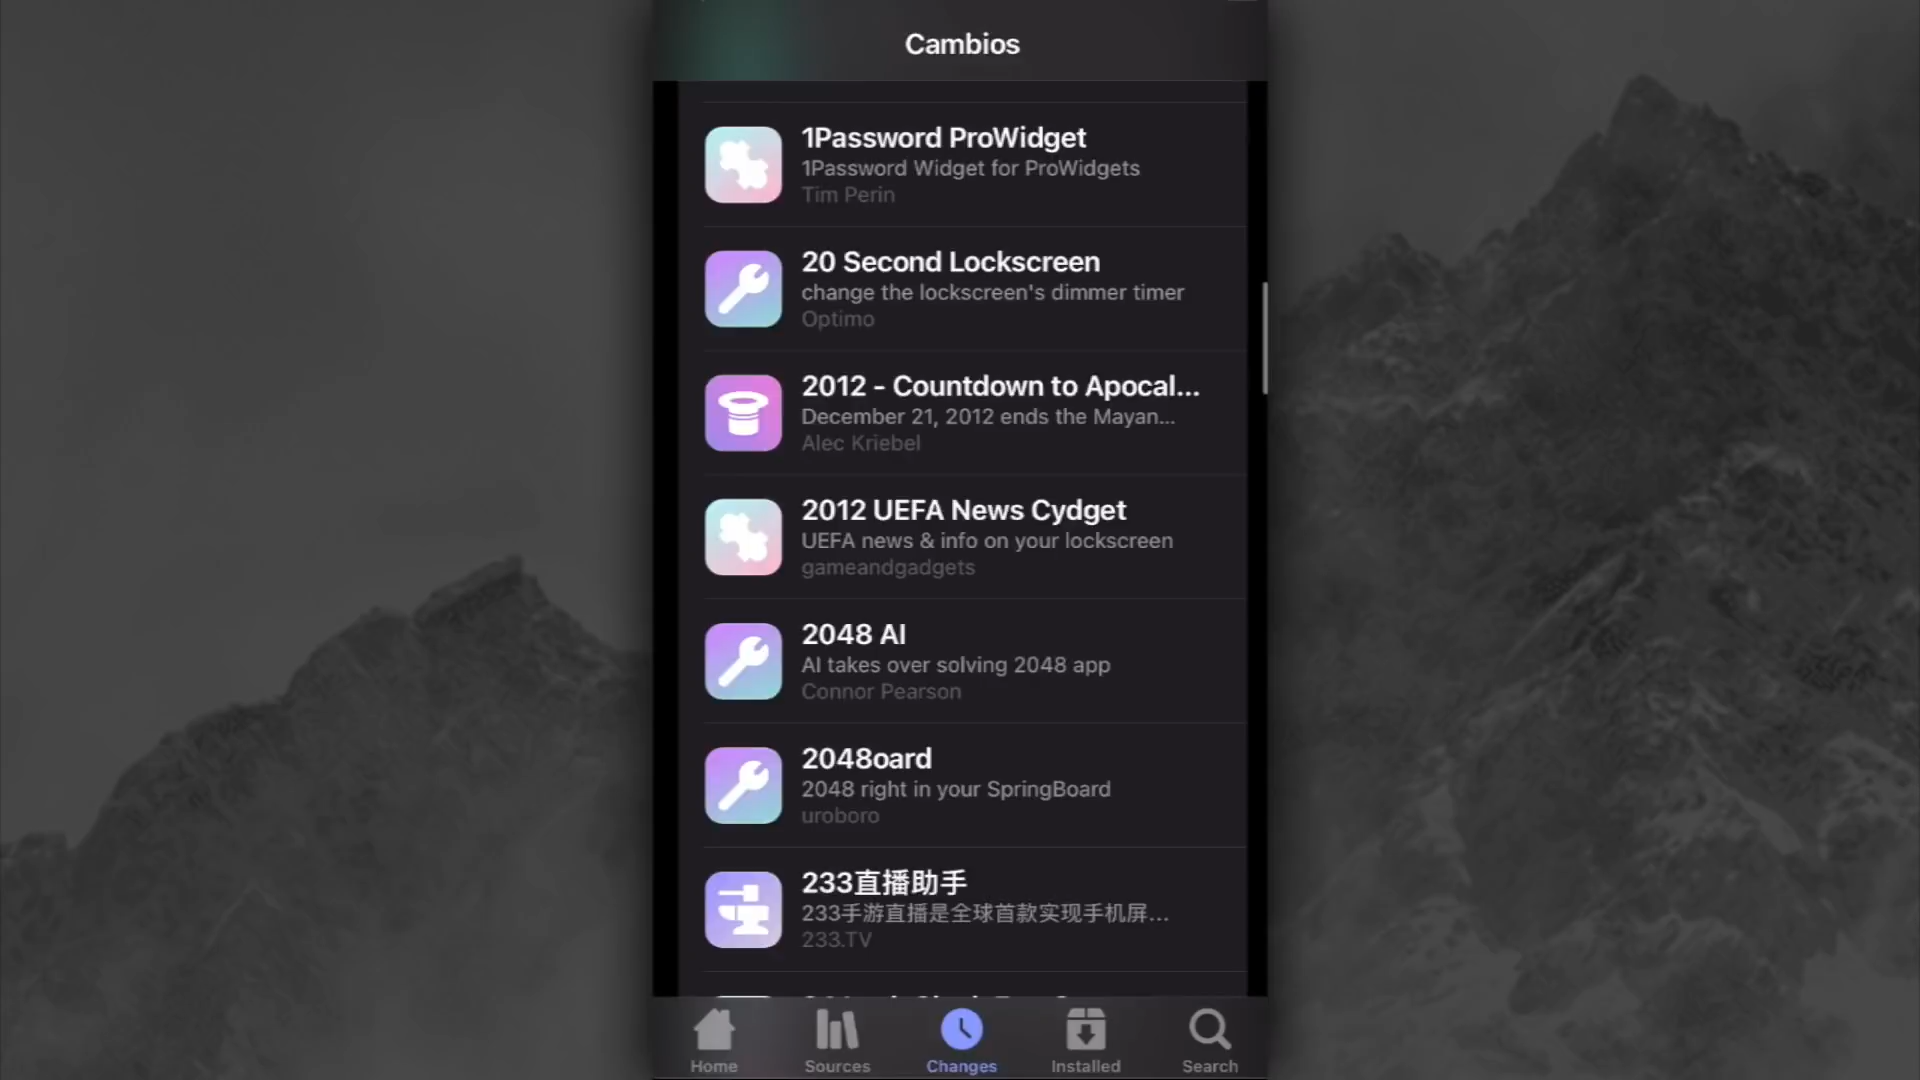 Cambios
1Password ProWidget
1Password Widget for ProWidgets
Tim Perin
20 Second Lockscreen
change the lockscreen's dimmer timer
Optimo
2012 - Countdown to Apocal...
December 21, 2012 ends the Mayan...
Alec Kriebel
2012 UEFA News Cydget
UEFA news & info on your lockscreen
gameandgadgets
2048 AI
AI takes over solving 2048 app
Connor Pearson
2048oard
2048 right in your SpringBoard
uroboro
233直播助手
233手游直播是全球首款实现手机屏...
233.TV
Home
Sources
Changes
Installed
Search